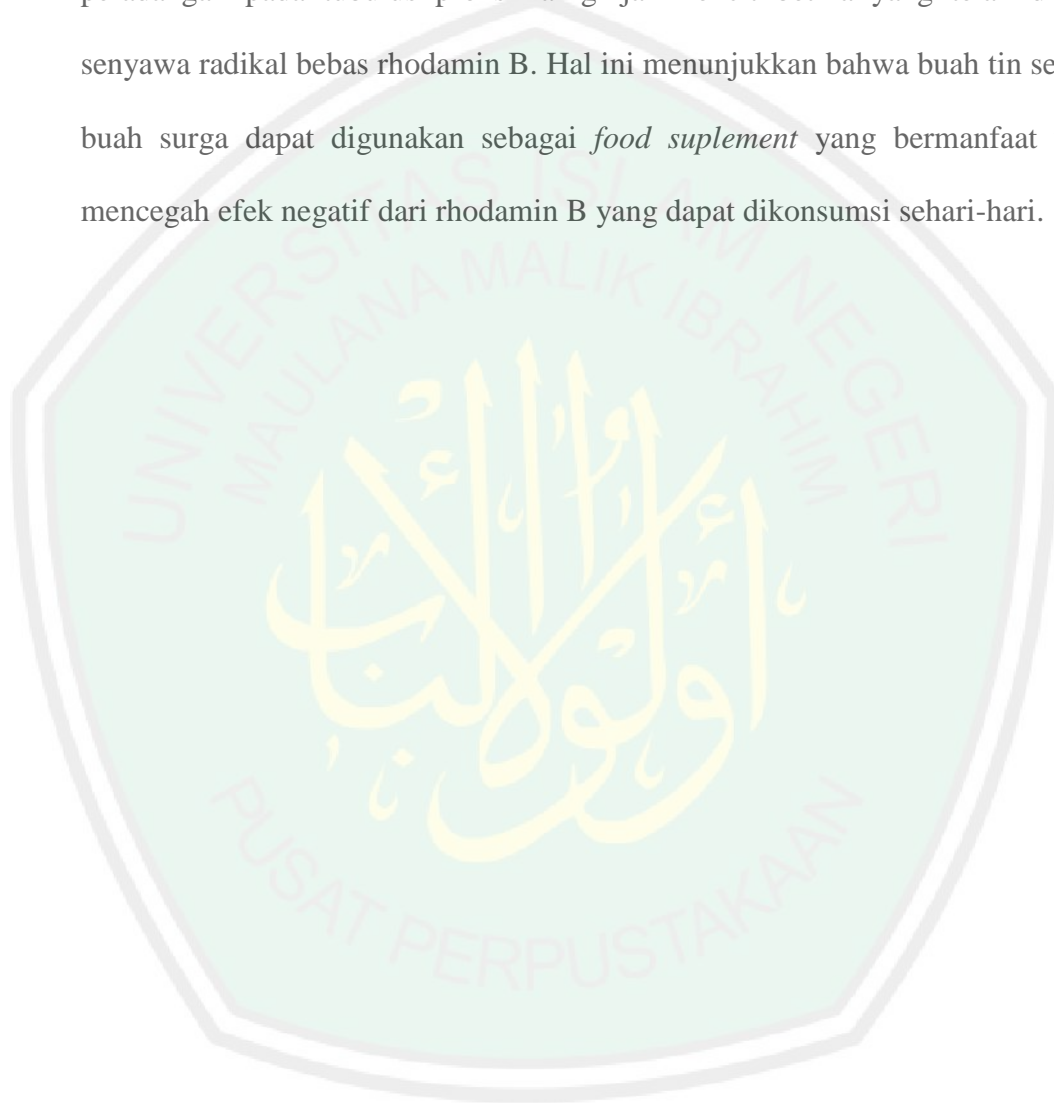 senyawa radikal bebas rhodamin B. Hal ini menunjukkan bahwa buah tin se
buah surga dapat digunakan sebagai food suplement yang bermanfaat
mencegah efek negatif dari rhodamin B yang dapat dikonsumsi sehari-hari.
UNIVERSITAS ISLAM NEGERI
MAULANA MALIK IBRAHIM
أولوا الألباب
PUSAT PERPUSTAKAAN